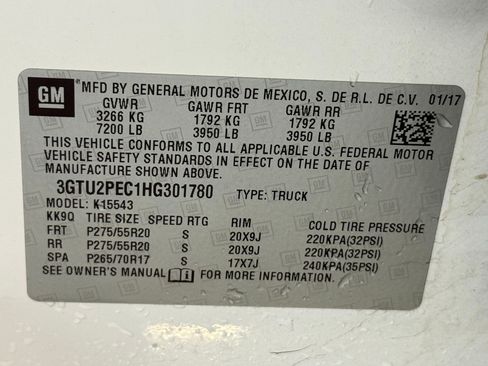 GM
MFD BY GENERAL MOTORS DE MEXICO, S. DE R.L. DE C.V. 01/17
GVWR GAWR FRT GAWR RR
3266 KG 1792 KG 1792 KG
7200 LB 3950 LB 3950 LB
THIS VEHICLE CONFORMS TO ALL APPLICABLE U.S. FEDERAL MOTOR
VEHICLE SAFETY STANDARDS IN EFFECT ON THE DATE OF
MANUFACTURE SHOWN ABOVE.
3GTU2PEC1HG301780 TYPE: TRUCK
MODEL: K15543
KK9Q TIRE SIZE SPEED RTG RIM COLD TIRE PRESSURE
FRT P275/55R20 S 20X9J 220KPA(32PSI)
RR P275/55R20 S 20X9J 220KPA(32PSI)
SPA P265/70R17 S 17X7J 240KPA(35PSI)
SEE OWNER'S MANUAL FOR MORE INFORMATION.